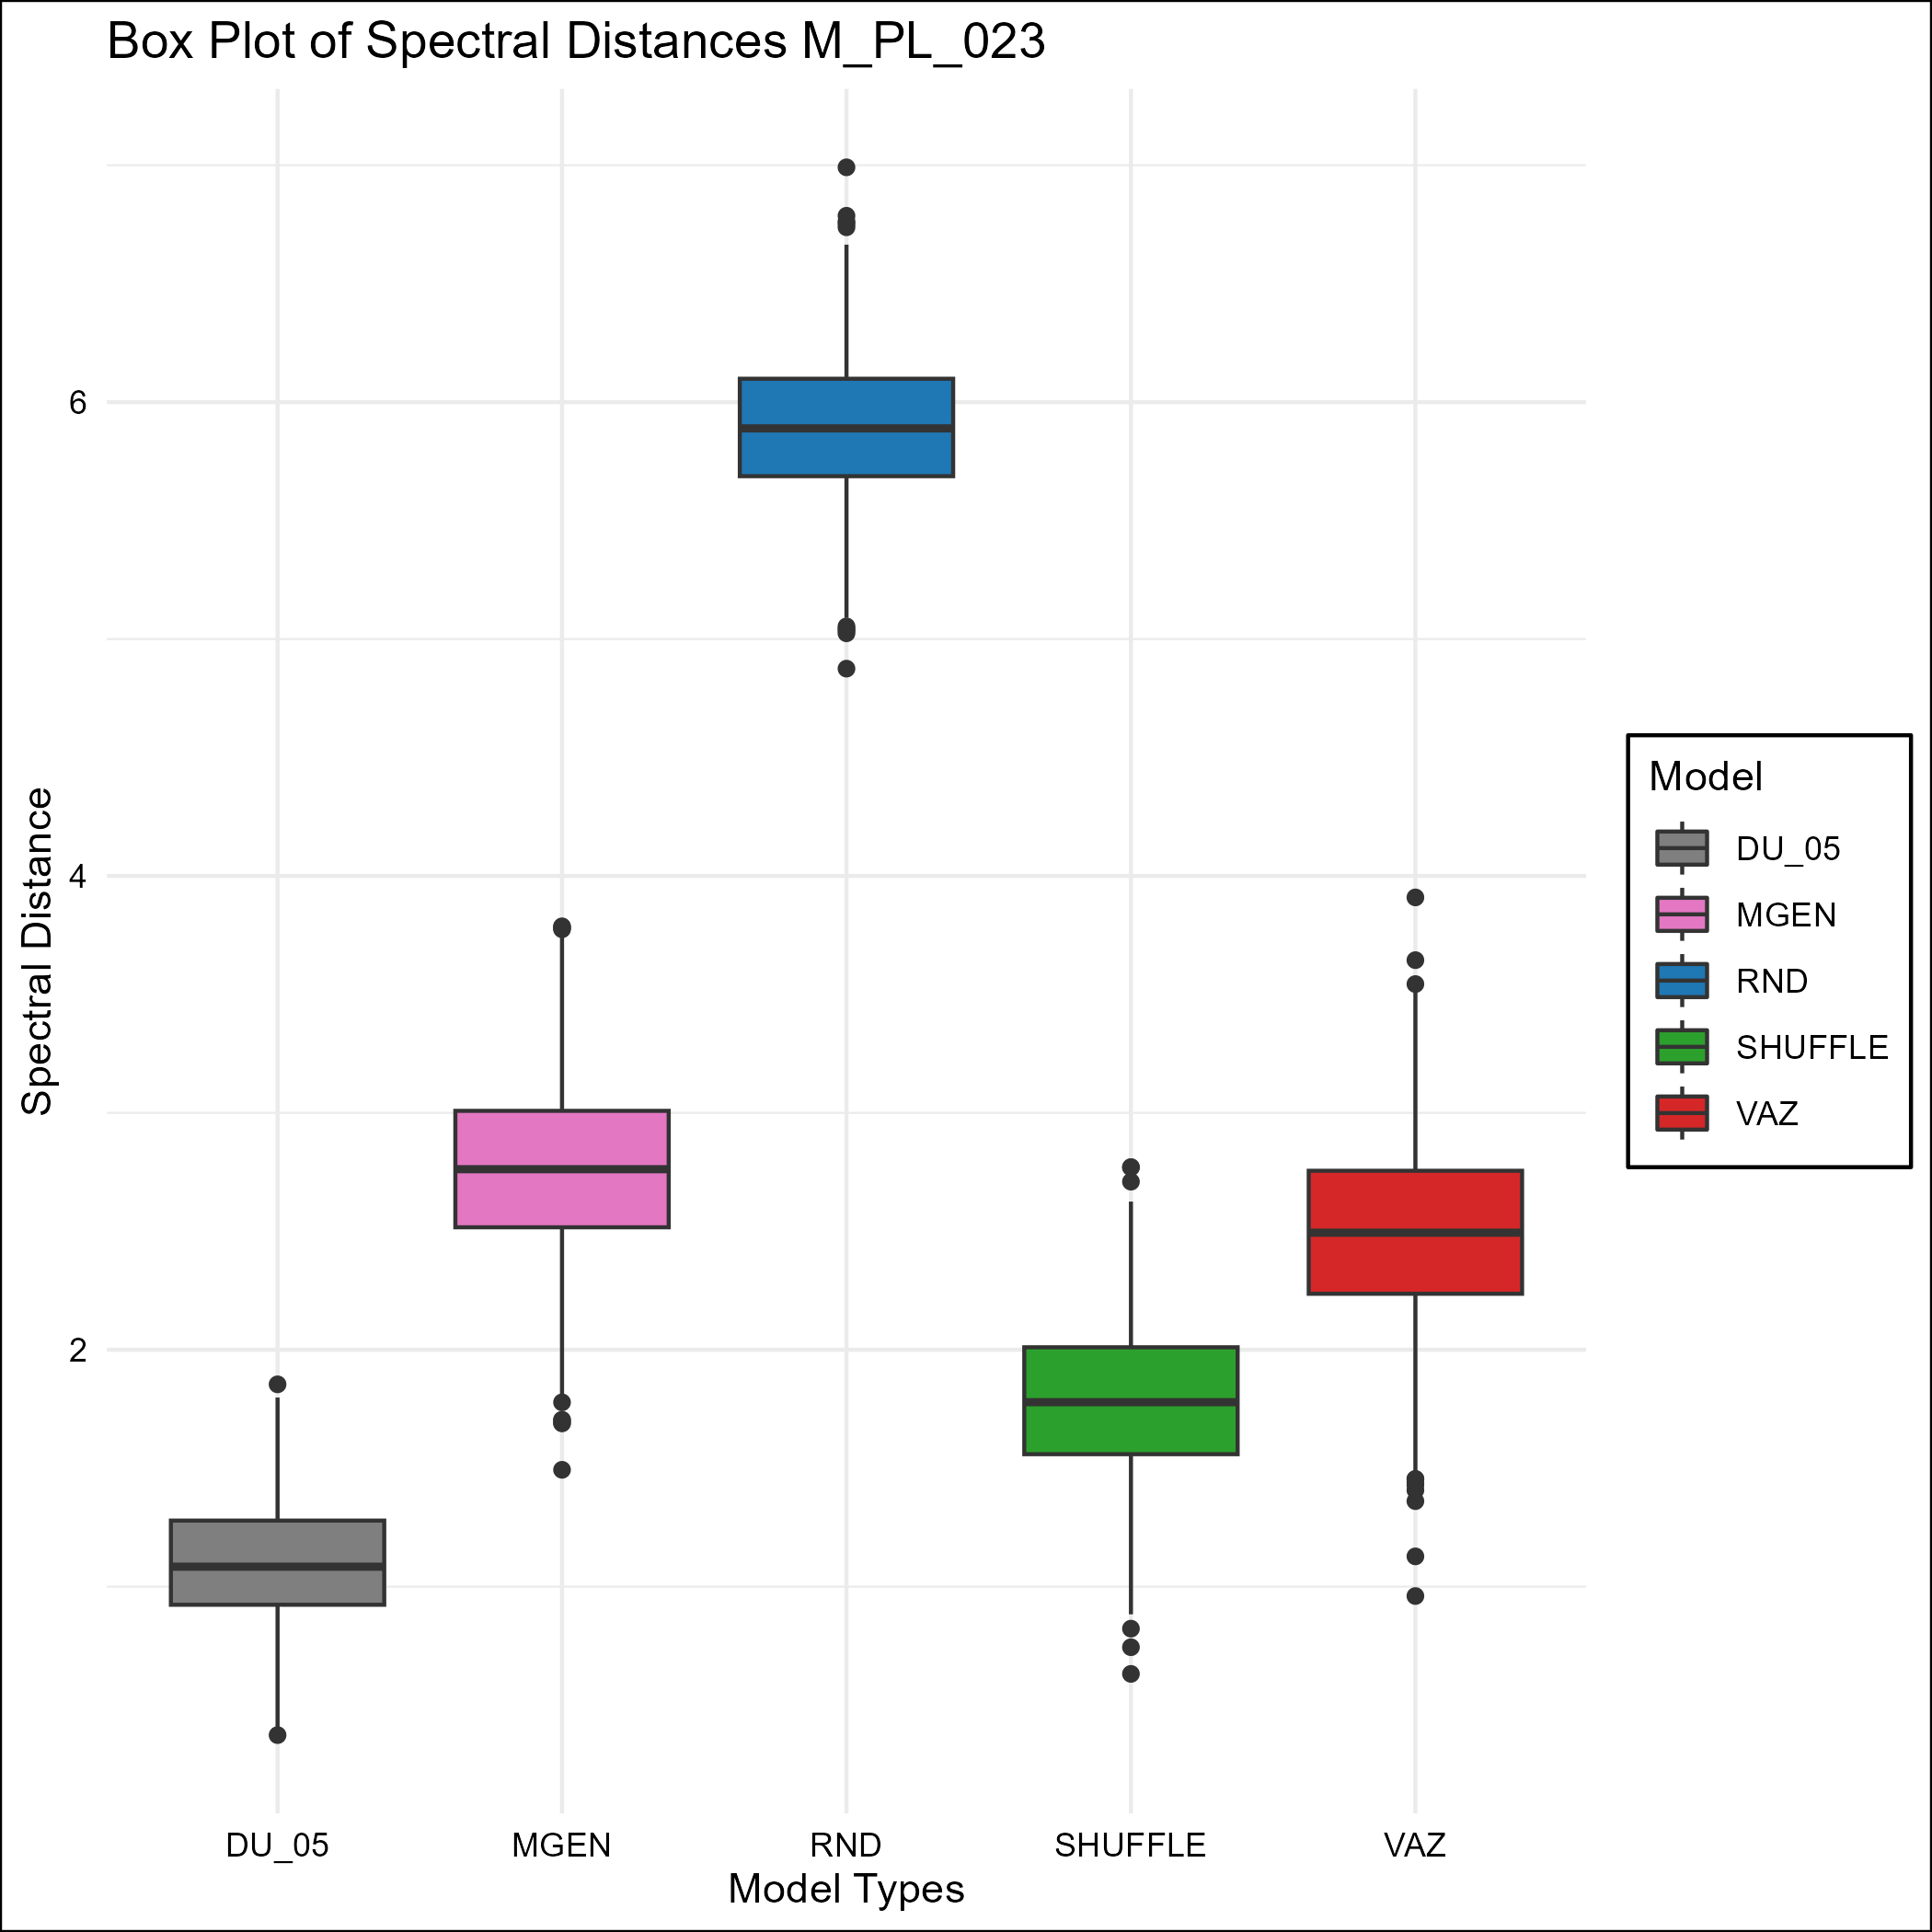 Box Plot of Spectral Distances M_PL_023
Spectral Distance
6
4
2
DU_05
MGEN
RND
SHUFFLE
VAZ
Model Types
Model
DU_05
MGEN
RND
SHUFFLE
VAZ